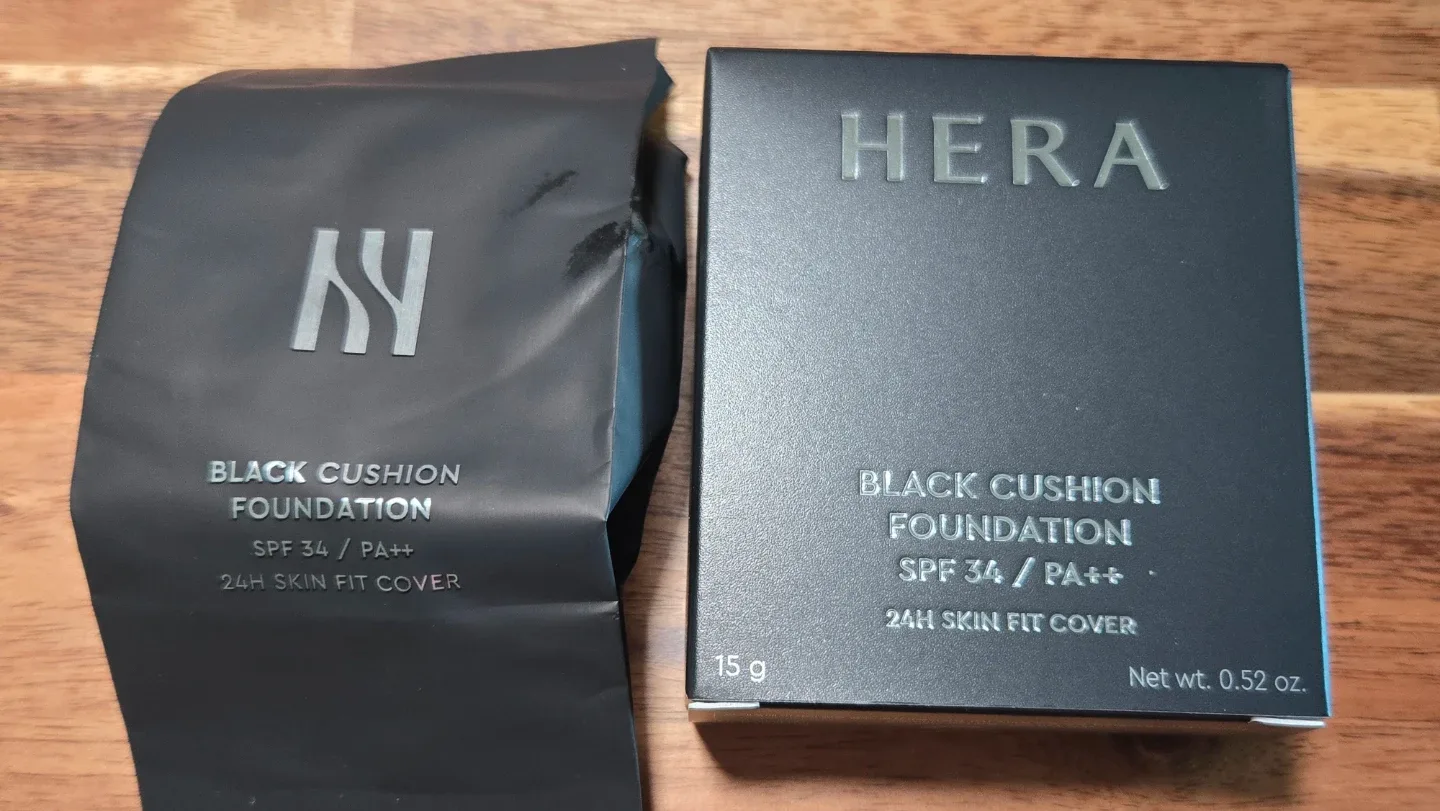 BLACK CUSHION
FOUNDATION
SPF 34 / PA++
24H SKIN FIT COVER
HERA
BLACK CUSHION
FOUNDATION
SPF 34 / PA++
24H SKIN FIT COVER
15 g
Net wt. 0.52 oz.